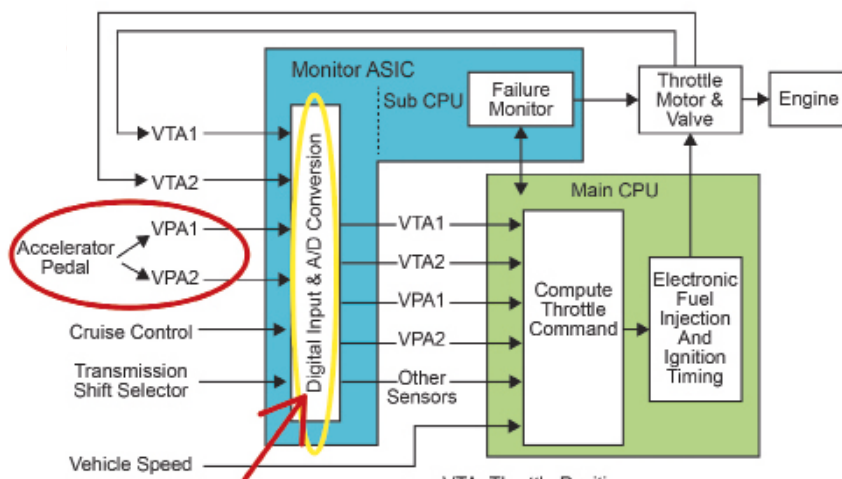 Monitor ASIC
Sub CPU
Failure
Monitor
Throttle
Motor &
Valve
Engine
VTA1
VTA2
Accelerator
Pedal
VPA1
VPA2
Cruise Control
Transmission
Shift Selector
Vehicle Speed
Digital Input & A/D Conversion
VTA1
VTA2
VPA1
VPA2
Other
Sensors
Main CPU
Compute
Throttle
Command
Electronic
Fuel
Injection
And
Ignition
Timing
VTA: Throttle